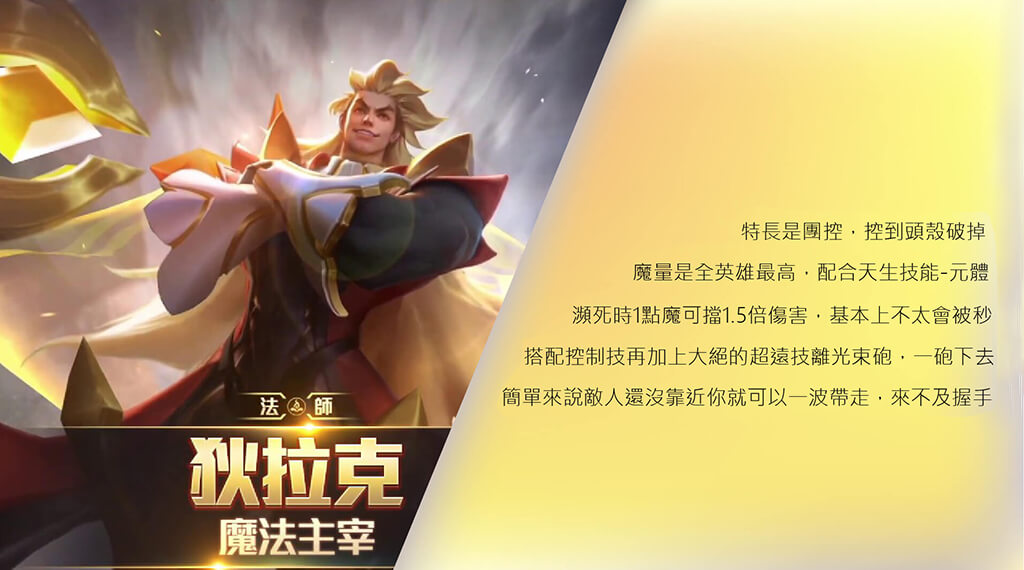 特長是團控，控到頭殼破掉
魔量是全英雄最高，配合天生技能-元體
瀕死時1點魔可擋1.5倍傷害，基本上不太會被秒
搭配控制技再加上大絕的超遠技離光束砲，一砲下去
簡單來說敵人還沒靠近你就可以一波帶走，來不及握手
法師
狄拉克
魔法主宰